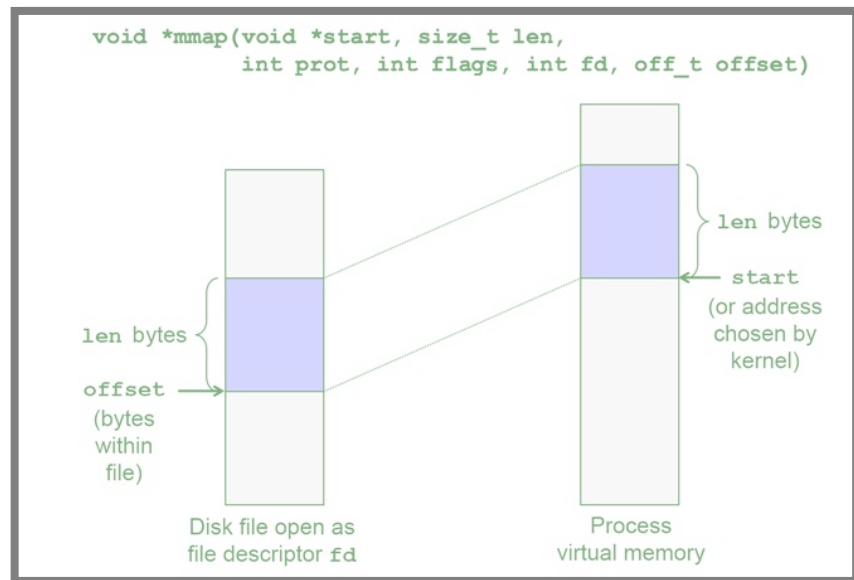 void *mmap(void *start, size_t len,
int prot, int flags, int fd, off_t offset)
len bytes
start
(or address
chosen by
kernel)
len bytes
offset
(bytes
within
file)
Disk file open as
file descriptor fd
Process
virtual memory